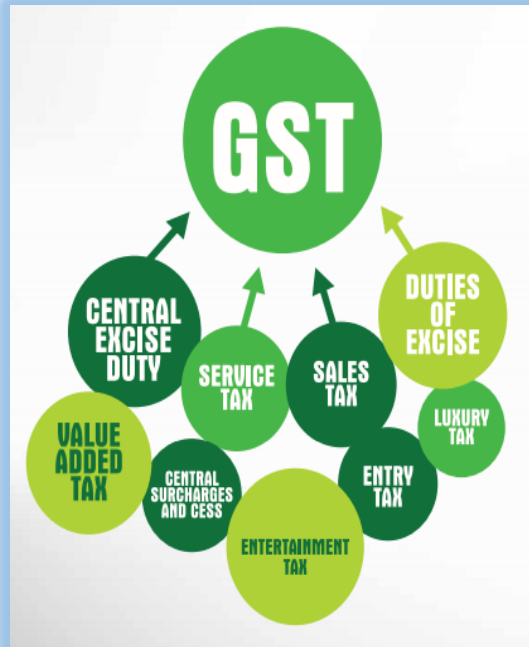 GST
CENTRAL
EXCISE
DUTY
SERVICE
TAX
SALES
TAX
DUTIES
OF
EXCISE
VALUE
ADDED
TAX
CENTRAL
SURCHARGES
AND CESS
ENTERTAINMENT
TAX
ENTRY
TAX
LUXURY
TAX